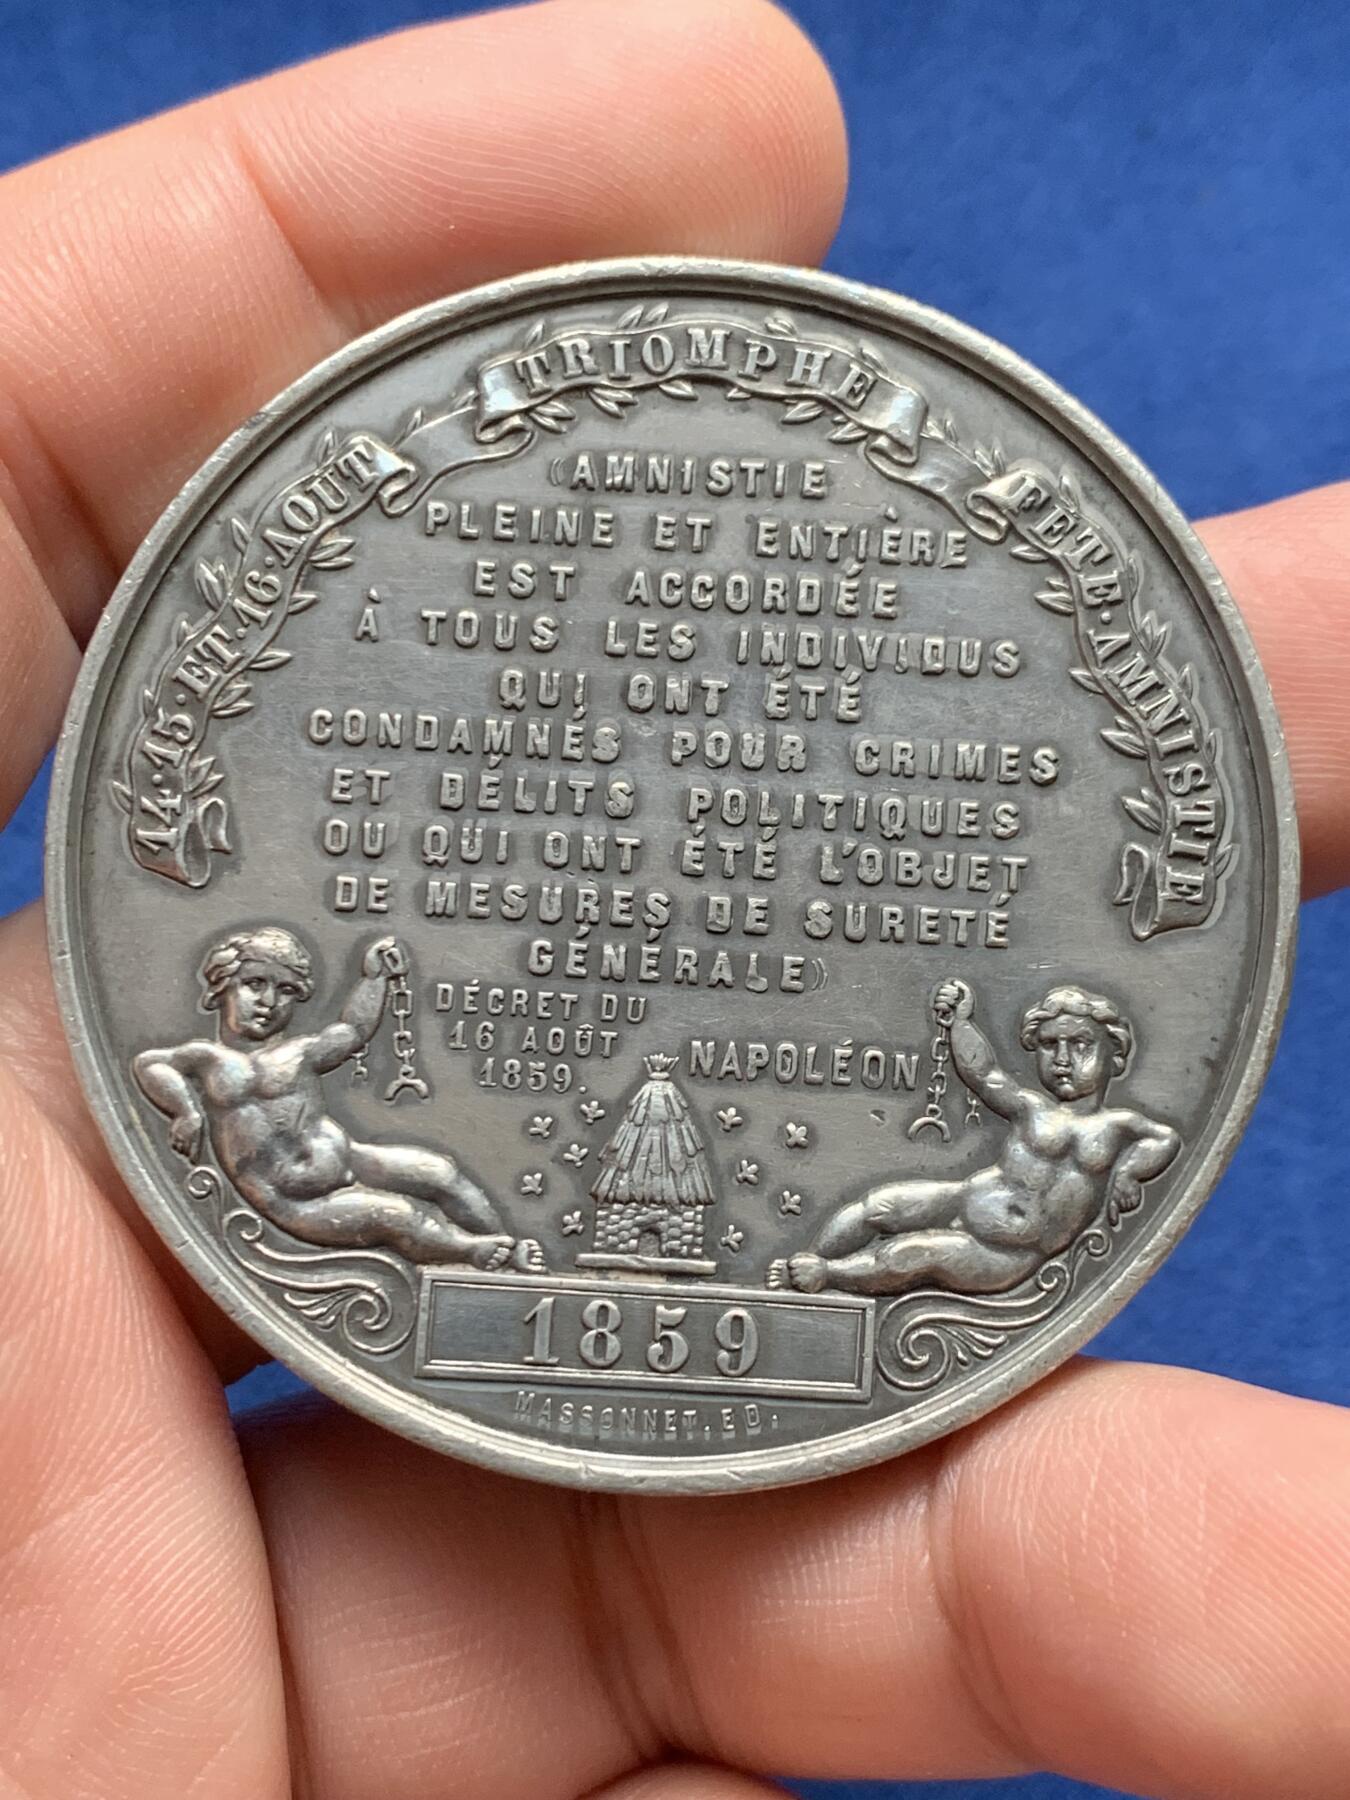 14·15·ET·16·AOUT
TRIOMPHE
FÊTE·AMNISTIE
«AMNISTIE
PLEINE ET ENTIÈRE
EST ACCORDÉE
À TOUS LES INDIVIDUS
QUI ONT ÉTÉ
CONDAMNÉS POUR CRIMES
ET DÉLITS POLITIQUES
OU QUI ONT ÉTÉ L'OBJET
DE MESURES DE SURETÉ
GÉNÉRALE»
DÉCRET DU
16 AOÛT
1859.
NAPOLÉON
1859
MASSONNET.ED.